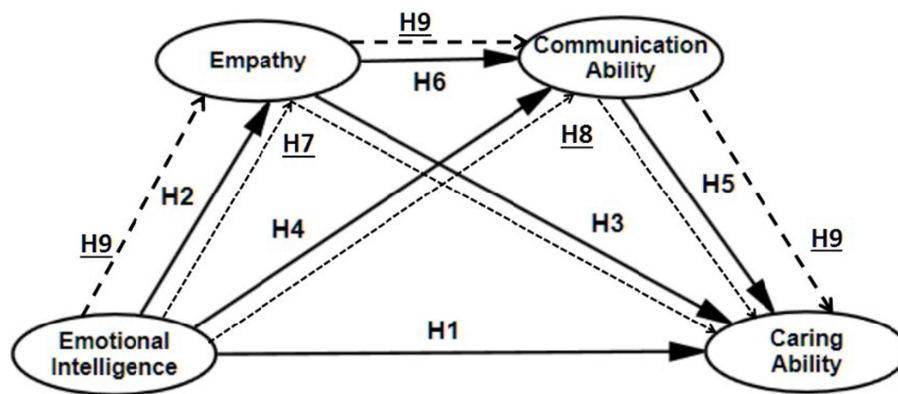 H9
Empathy
Communication
Ability
H6
H7
H8
H2
H5
H9
H4
H3
H9
Emotional
Intelligence
H1
Caring
Ability